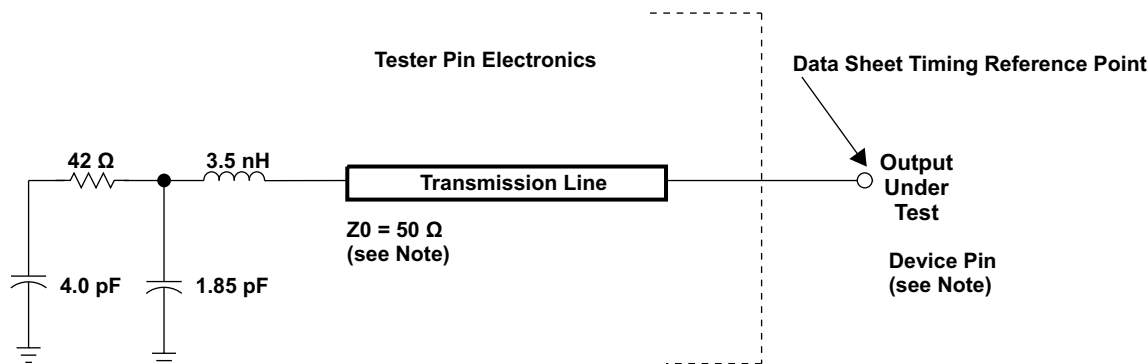 Tester Pin Electronics
Data Sheet Timing Reference Point
42 Ω
3.5 nH
Transmission Line
Output
Under
Test
Z0 = 50 Ω
(see Note)
Device Pin
(see Note)
4.0 pF
1.85 pF